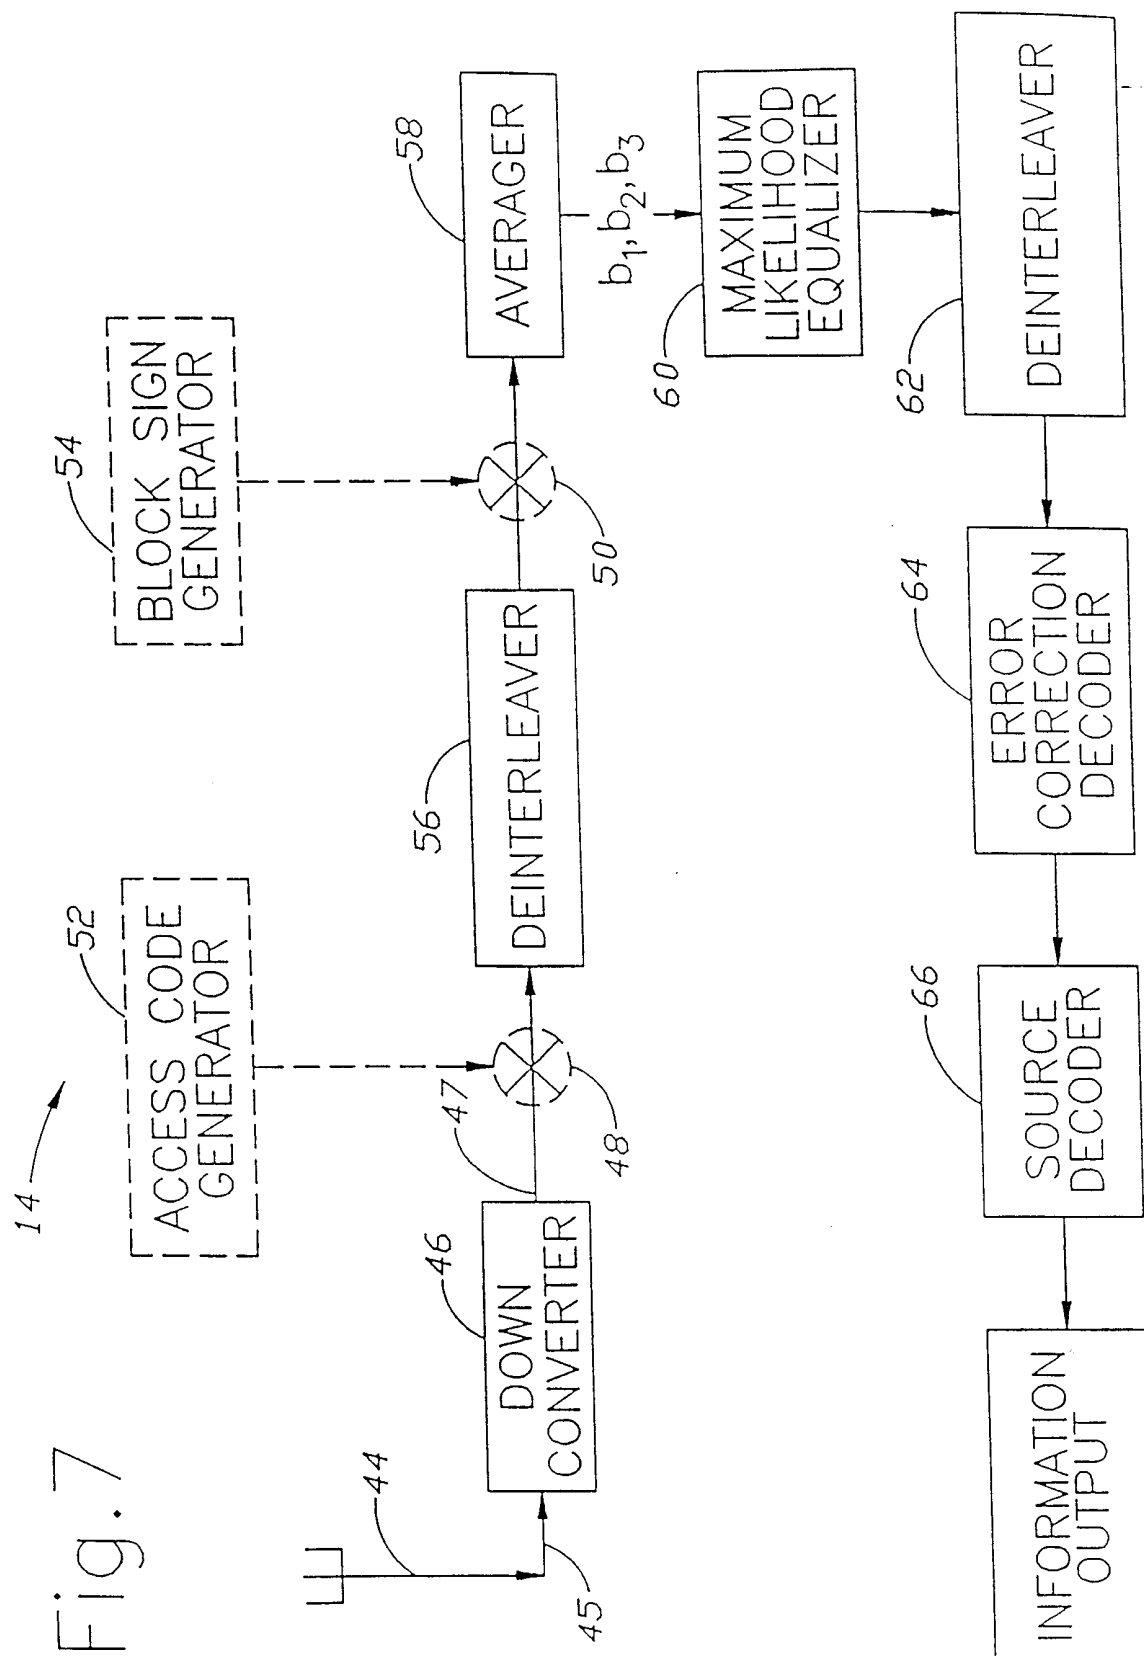 Fig.7
14
ACCESS CODE
GENERATOR
52
BLOCK SIGN
GENERATOR
54
44
45
DOWN
CONVERTER
46
47
48
DEINTERLEAVER
56
50
AVERAGER
58
b1, b2, b3
MAXIMUM
LIKELIHOOD
EQUALIZER
60
DEINTERLEAVER
62
ERROR
CORRECTION
DECODER
64
SOURCE
DECODER
66
INFORMATION
OUTPUT